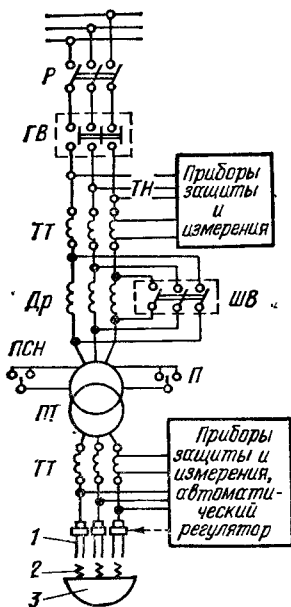 Р
ГВ
ТН
Приборы
защиты
и
измерения
ТТ
Др
ШВ
ПСН
П
ПТ
ТТ
Приборы
защиты и
измерения,
автомати-
ческий
регулятор
1
2
3